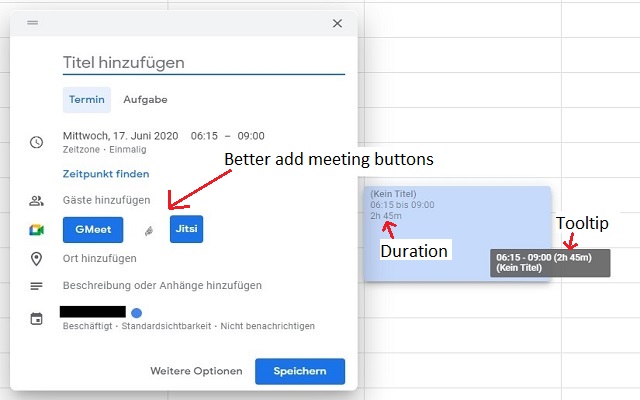 Titel hinzufügen
Termin Aufgabe
Mittwoch, 17. Juni 2020 06:15 – 09:00
Zeitzone · Einmalig
Better add meeting buttons
Zeitpunkt finden
Gäste hinzufügen
(Kein Titel)
06:15 bis 09:00
2h 45m
Tooltip
GMeet Jitsi
Duration
Ort hinzufügen
06:15 - 09:00 (2h 45m)
(Kein Titel)
Beschreibung oder Anhänge hinzufügen
Beschäftigt · Standardsichtbarkeit · Nicht benachrichtigen
Weitere Optionen Speichern